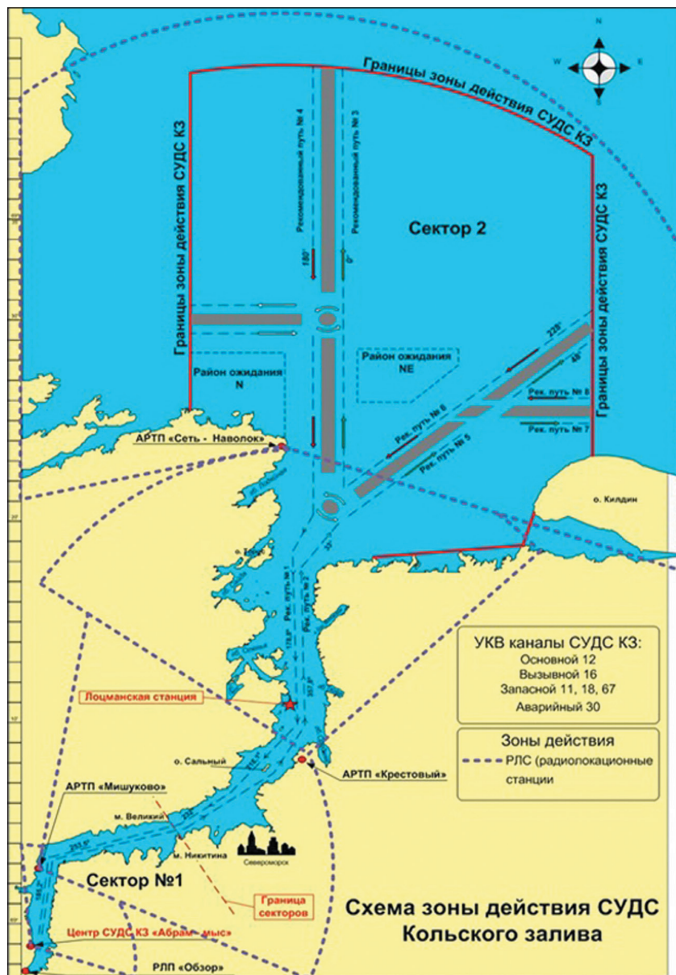 N
W
E
S
Границы зоны действия СУДС КЗ
Границы зоны действия СУДС КЗ
Рекомендованный путь № 4
Рекомендованный путь № 3
Границы зоны действия СУДС КЗ
Сектор 2
180°
0°
228°
48°
Район ожидания
N
Район ожидания
NE
Рек. путь № 8
Рек. путь № 6
Рек. путь № 5
Рек. путь № 7
АРТП «Сеть - Наволок»
о. Кильдин
Рек. путь № 1
Рек. путь № 2
УКВ каналы СУДС КЗ:
Основной 12
Вызывной 16
Запасной 11, 18, 67
Аварийный 30
Лоцманская станция
Зоны действия
РЛС (радиолокационные
станции
о. Сальный
АРТП «Крестовый»
АРТП «Мишуково»
м. Великий
м. Никитина
Североморск
Сектор №1
Граница
секторов
Схема зоны действия СУДС
Кольского залива
Центр СУДС КЗ «Абрам -мыс»
РЛП «Обзор»